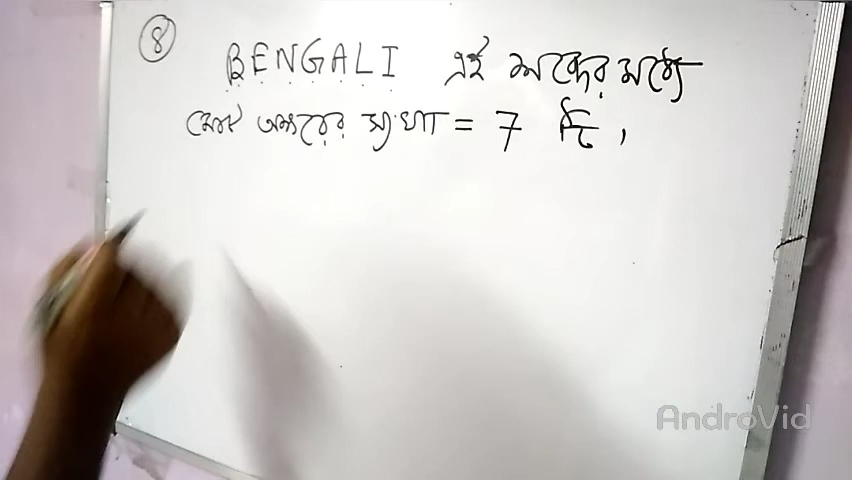 ⑧ BENGALI এই শব্দের মধ্যে
মোট অক্ষরের সংখ্যা = 7 টি,
AndroVid